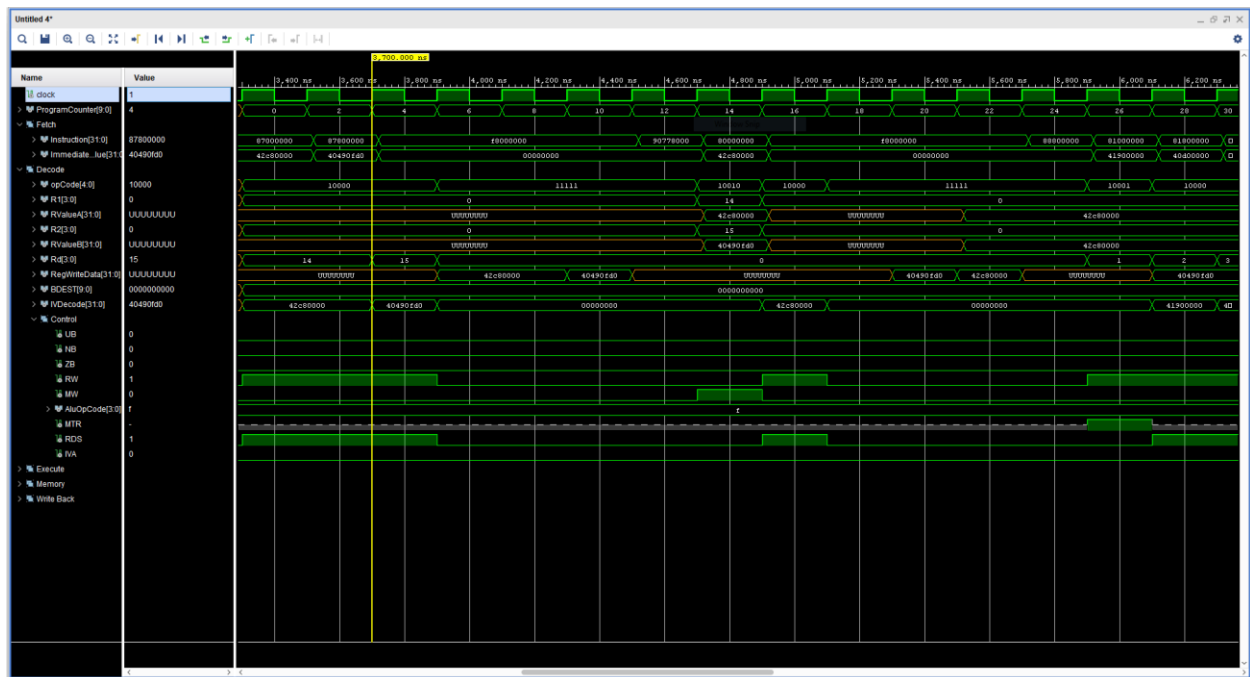 Untitled 4*
3,700.000 ns
Name Value
3,400 ns 3,600 ns 3,800 ns 4,000 ns 4,200 ns 4,400 ns 4,600 ns 4,800 ns 5,000 ns 5,200 ns 5,400 ns 5,600 ns 5,800 ns 6,000 ns 6,200 ns
clock 1
ProgramCounter[9:0] 4 0 2 4 6 8 10 12 14 16 18 20 22 24 26 28 30
Fetch
Instruction[31:0] 87800000 87000000 87800000 f0000000 90778000 80000000 f0000000 88000000 81000000 81800000
Immediate...lue[31:0 40490fd0 42c80000 40490fd0 00000000 42c80000 00000000 41900000 40d00000
Decode
opCode[4:0] 10000 10000 11111 10010 10000 11111 10001 10000
R1[3:0] 0 0 14 0
RValueA[31:0] UUUUUUUU UUUUUUUU 42c80000 UUUUUUUU 42c80000
R2[3:0] 0 0 15 0
RValueB[31:0] UUUUUUUU UUUUUUUU 40490fd0 UUUUUUUU 42c80000
Rd[3:0] 15 14 15 0 1 2 3
RegWriteData[31:0] UUUUUUUU UUUUUUUU 42c80000 40490fd0 UUUUUUUU 40490fd0 42c80000 UUUUUUUU 40490fd0
BDEST[9:0] 0000000000 0000000000
IVDecode[31:0] 40490fd0 42c80000 40490fd0 00000000 42c80000 00000000 41900000
Control
UB 0
NB 0
ZB 0
RW 1
MW 0
AluOpCode[3:0] f f
MTR -
RDS 1
IVA 0
Execute
Memory
Write Back